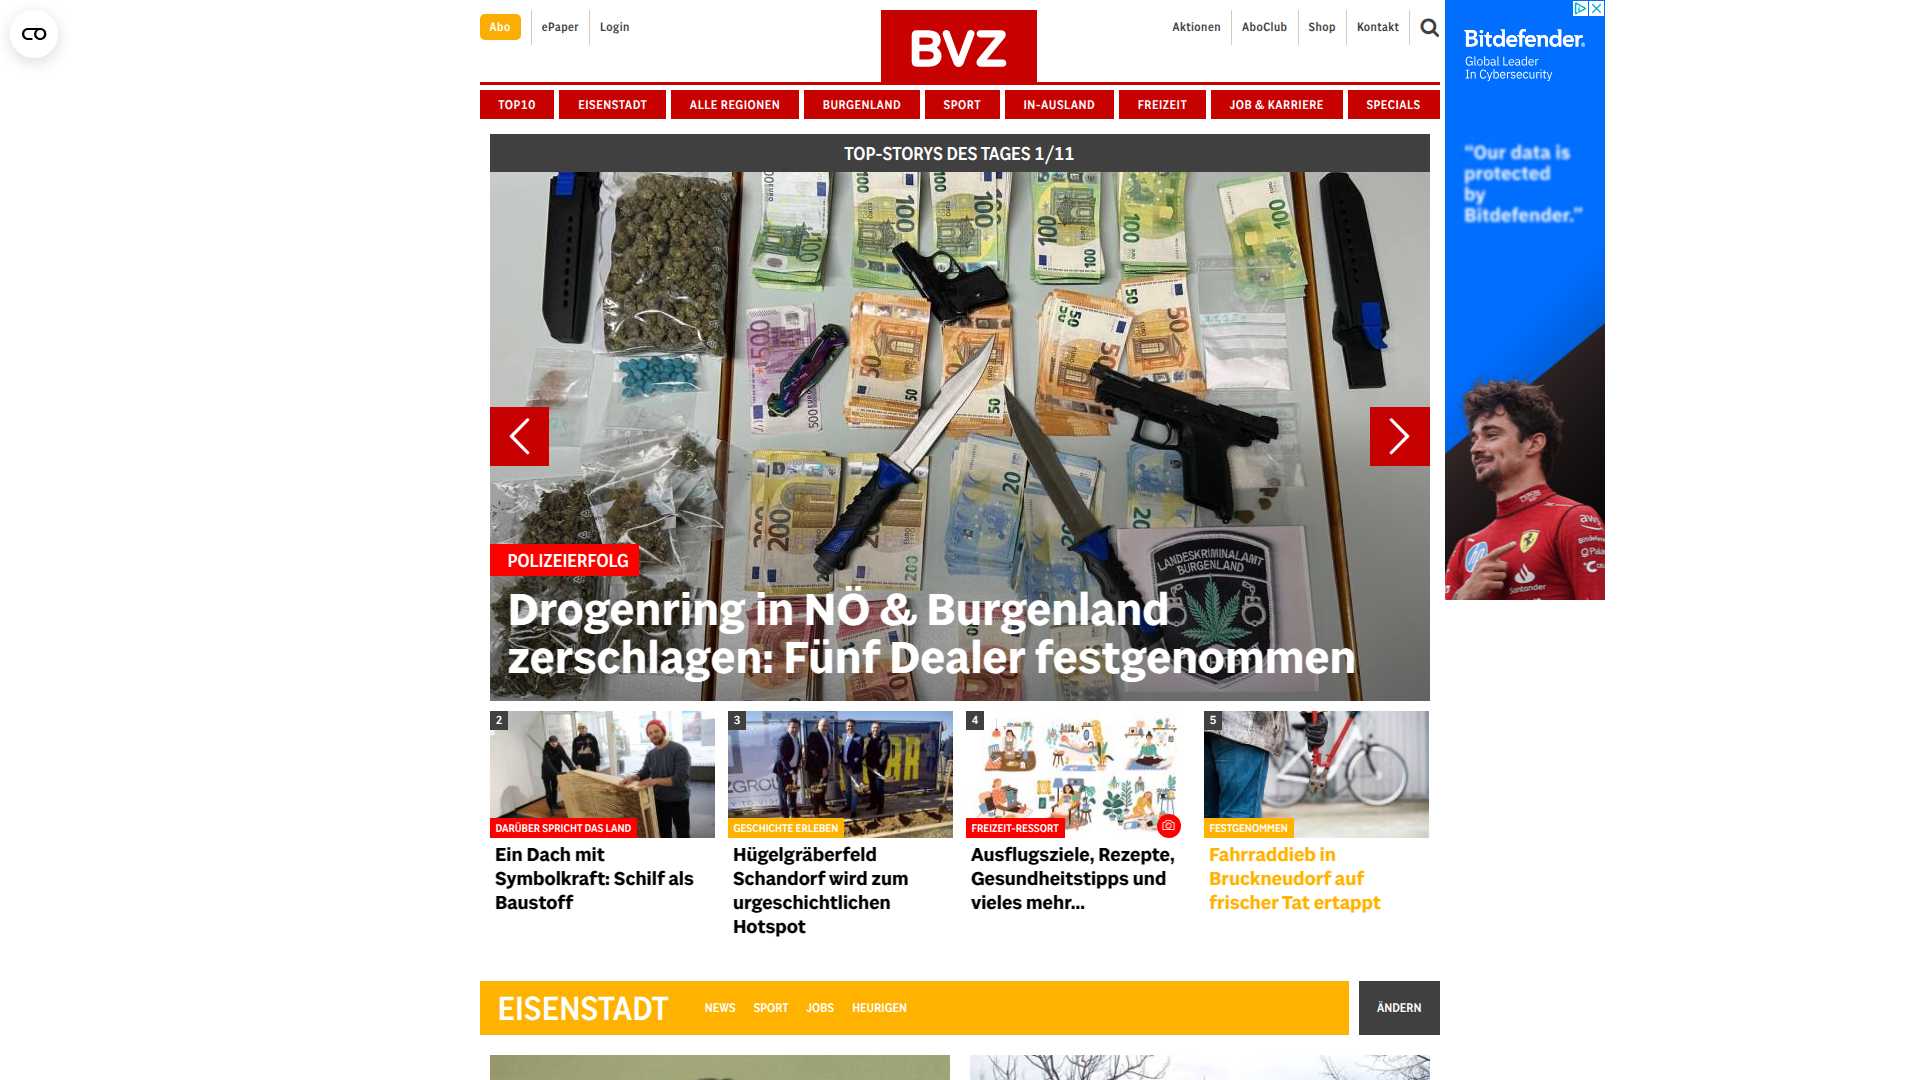 Abo
ePaper
Login
BVZ
Aktionen
AboClub
Shop
Kontakt
TOP10
EISENSTADT
ALLE REGIONEN
BURGENLAND
SPORT
IN-AUSLAND
FREIZEIT
JOB & KARRIERE
SPECIALS
Bitdefender
Global Leader
In Cybersecurity
"Our data is
protected
by
Bitdefender."
TOP-STORYS DES TAGES 1/11
LANDESKRIMINALAMT
BURGENLAND
POLIZEIERFOLG
Drogenring in NÖ & Burgenland
zerschlagen: Fünf Dealer festgenommen
Santander
2
DARÜBER SPRICHT DAS LAND
Ein Dach mit
Symbolkraft: Schilf als
Baustoff
3
GESCHICHTE ERLEBEN
Hügelgräberfeld
Schandorf wird zum
urgeschichtlichen
Hotspot
4
FREIZEIT-RESSORT
Ausflugsziele, Rezepte,
Gesundheitstipps und
vieles mehr...
5
FESTGENOMMEN
Fahrraddieb in
Bruckneudorf auf
frischer Tat ertappt
EISENSTADT
NEWS
SPORT
JOBS
HEURIGEN
ÄNDERN